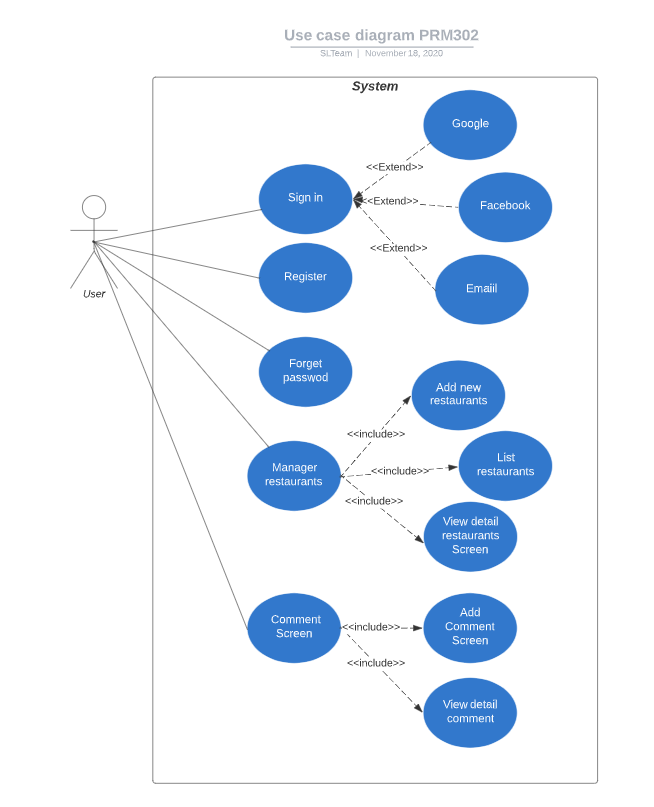 Use case diagram PRM302
SLTeam | November 18, 2020
System
Google
<<Extend>>
Sign in
<<Extend>>
Facebook
<<Extend>>
Register
Emaiil
User
Forget
passwod
Add new
restaurants
<<include>>
Manager
restaurants
<<include>>
List
restaurants
<<include>>
View detail
restaurants
Screen
Comment
Screen
<<include>>
Add
Comment
Screen
<<include>>
View detail
comment